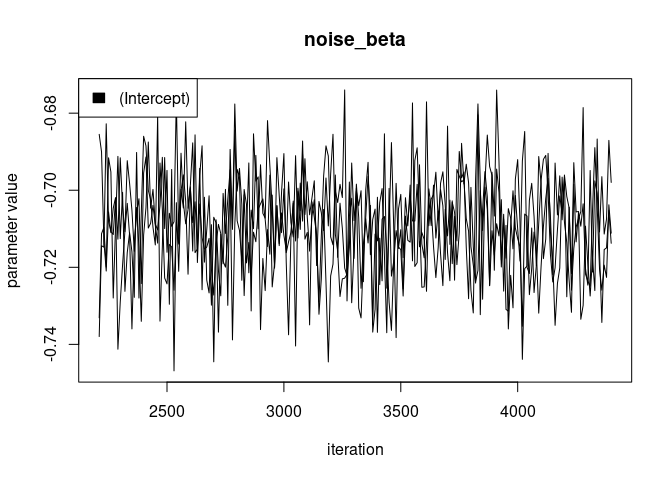 noise_beta
(Intercept)
parameter value
-0.68
-0.70
-0.72
-0.74
2500 3000 3500 4000
iteration